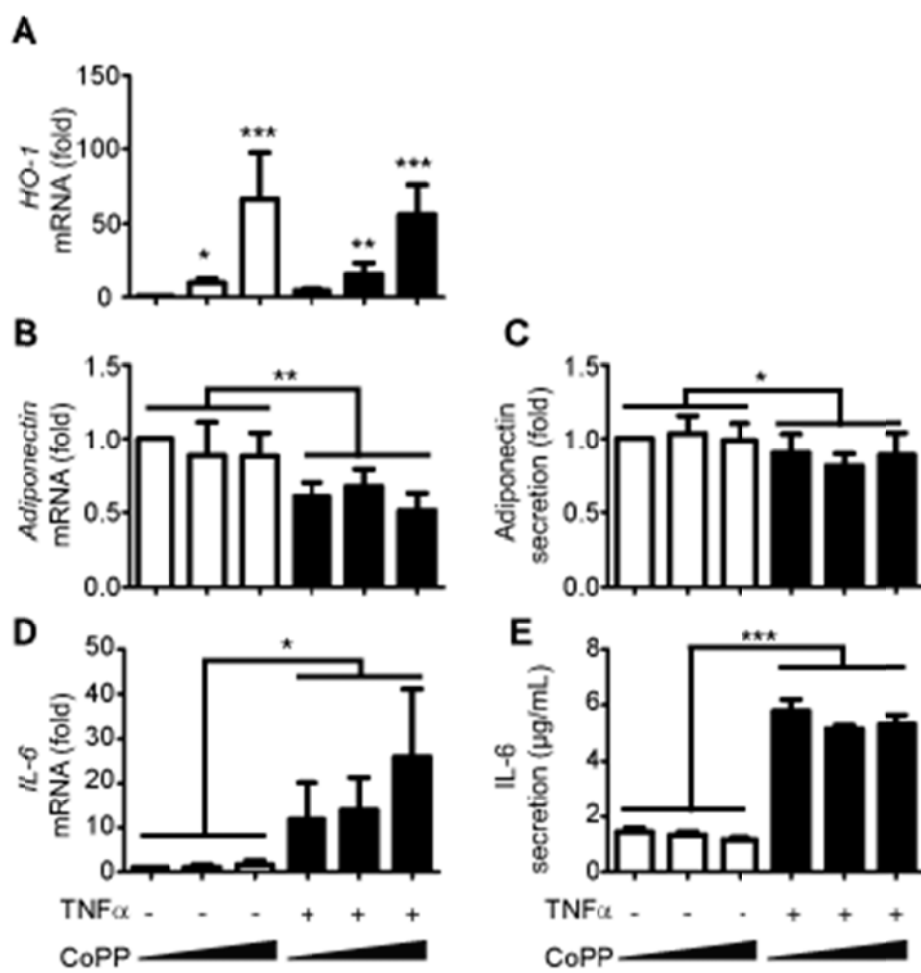 A
HO-1
mRNA (fold)
150
100
50
0
*
***
**
***
B
Adiponectin
mRNA (fold)
1.5
1.0
0.5
0.0
**
C
Adiponectin
secretion (fold)
1.5
1.0
0.5
0.0
*
D
IL-6
mRNA (fold)
50
40
30
20
10
0
*
E
IL-6
secretion (µg/mL)
8
6
4
2
0
***
TNFα - - - + + +
TNFα - - - + + +
CoPP
CoPP